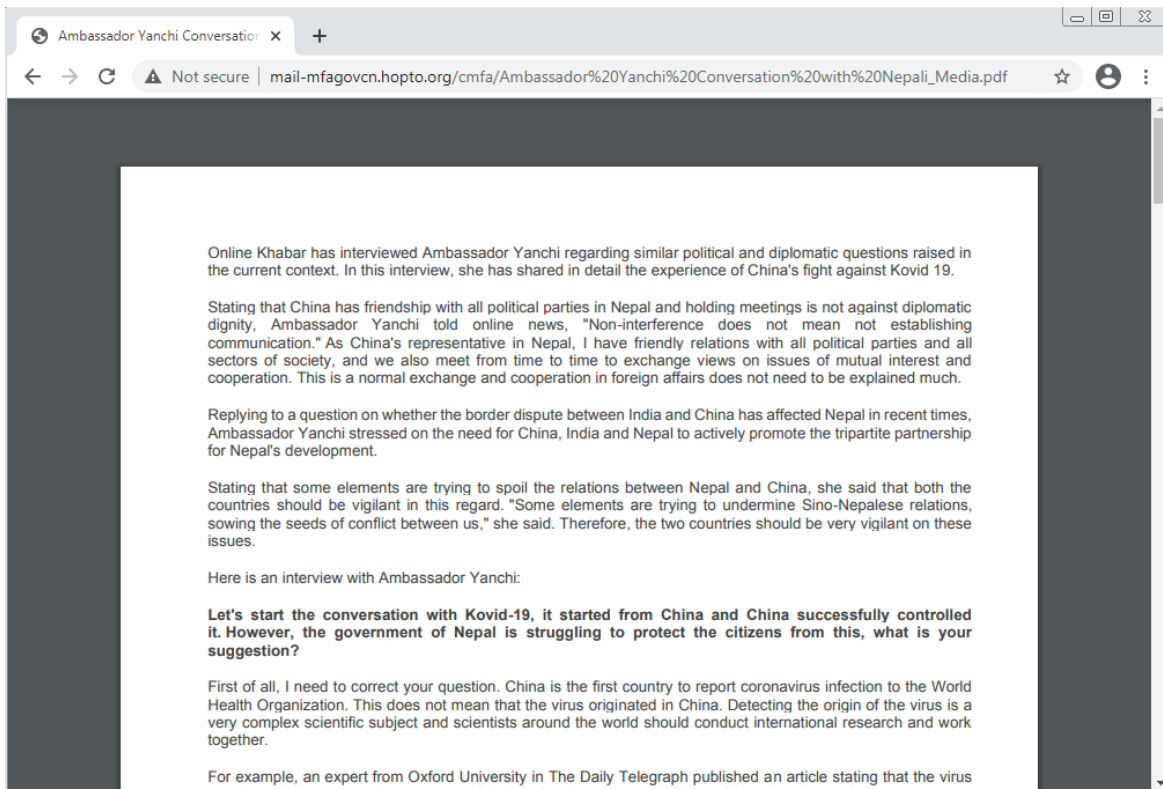 Ambassador Yanchi Conversation
Not secure | mail-mfagovcn.hopto.org/cmfa/Ambassador%20Yanchi%20Conversation%20with%20Nepali_Media.pdf
Online Khabar has interviewed Ambassador Yanchi regarding similar political and diplomatic questions raised in
the current context. In this interview, she has shared in detail the experience of China's fight against Kovid 19.
Stating that China has friendship with all political parties in Nepal and holding meetings is not against diplomatic
dignity, Ambassador Yanchi told online news, "Non-interference does not mean not establishing
communication." As China's representative in Nepal, I have friendly relations with all political parties and all
sectors of society, and we also meet from time to time to exchange views on issues of mutual interest and
cooperation. This is a normal exchange and cooperation in foreign affairs does not need to be explained much.
Replying to a question on whether the border dispute between India and China has affected Nepal in recent times,
Ambassador Yanchi stressed on the need for China, India and Nepal to actively promote the tripartite partnership
for Nepal's development.
Stating that some elements are trying to spoil the relations between Nepal and China, she said that both the
countries should be vigilant in this regard. "Some elements are trying to undermine Sino-Nepalese relations,
sowing the seeds of conflict between us," she said. Therefore, the two countries should be very vigilant on these
issues.
Here is an interview with Ambassador Yanchi:
Let's start the conversation with Kovid-19, it started from China and China successfully controlled
it. However, the government of Nepal is struggling to protect the citizens from this, what is your
suggestion?
First of all, I need to correct your question. China is the first country to report coronavirus infection to the World
Health Organization. This does not mean that the virus originated in China. Detecting the origin of the virus is a
very complex scientific subject and scientists around the world should conduct international research and work
together.
For example, an expert from Oxford University in The Daily Telegraph published an article stating that the virus